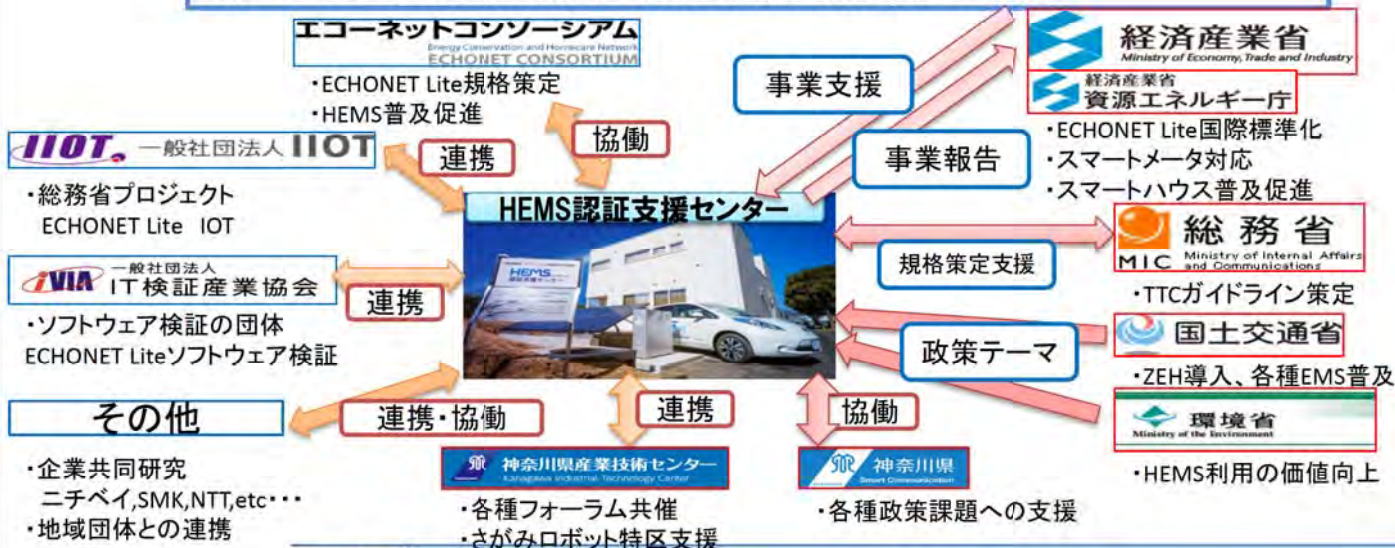 エコーネットコンソーシアム
Energy Conservation and Homecare Network
ECHONET CONSORTIUM
・ECHONET Lite規格策定
・HEMS普及促進
協働
IIOT 一般社団法人IIOT
連携
・総務省プロジェクト
ECHONET Lite IOT
iVIA 一般社団法人
IT検証産業協会
連携
・ソフトウェア検証の団体
ECHONET Liteソフトウェア検証
その他
連携・協働
・企業共同研究
ニチベイ,SMK,NTT,etc・・・
・地域団体との連携
HEMS認証支援センター
HEMS
連携
神奈川県産業技術センター
Kanagawa Industrial Technology Center
・各種フォーラム共催
・さがみロボット特区支援
協働
神奈川県
Smart Communication
・各種政策課題への支援
事業支援
事業報告
経済産業省
Ministry of Economy, Trade and Industry
経済産業省
資源エネルギー庁
・ECHONET Lite国際標準化
・スマートメータ対応
・スマートハウス普及促進
規格策定支援
MIC 総務省
Ministry of Internal Affairs
and Communications
・TTCガイドライン策定
政策テーマ
国土交通省
・ZEH導入、各種EMS普及
環境省
Ministry of the Environment
・HEMS利用の価値向上